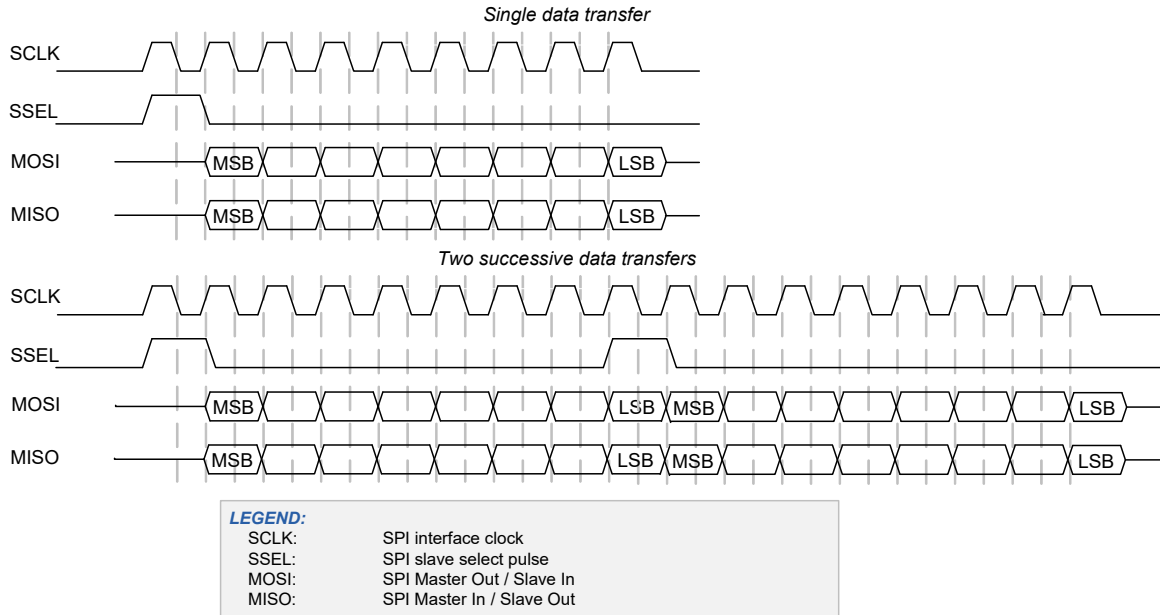 Single data transfer
SCLK
SSEL
MOSI MSB LSB
MISO MSB LSB
Two successive data transfers
SCLK
SSEL
MOSI MSB LSB MSB LSB
MISO MSB LSB MSB LSB
LEGEND:
SCLK: SPI interface clock
SSEL: SPI slave select pulse
MOSI: SPI Master Out / Slave In
MISO: SPI Master In / Slave Out